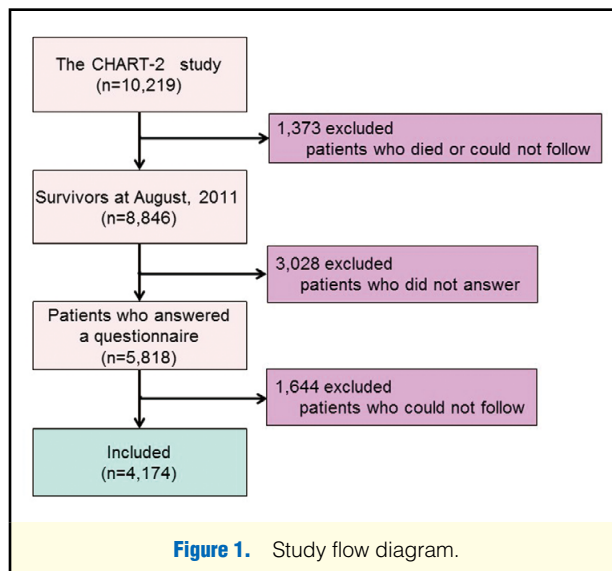 The CHART-2 study
(n=10,219)
1,373 excluded
patients who died or could not follow
Survivors at August, 2011
(n=8,846)
3,028 excluded
patients who did not answer
Patients who answered
a questionnaire
(n=5,818)
1,644 excluded
patients who could not follow
Included
(n=4,174)
Figure 1. Study flow diagram.